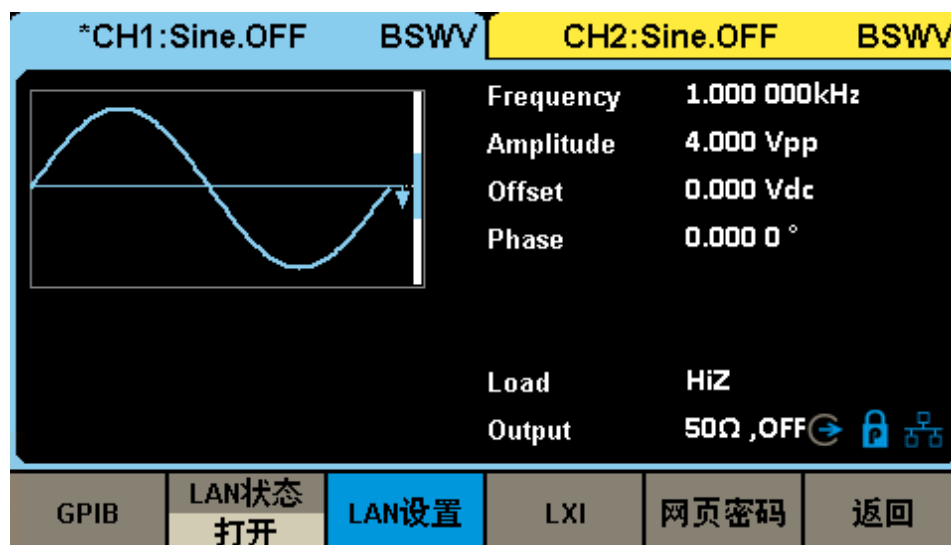 *CH1:Sine.OFF BSWV CH2:Sine.OFF BSWV
Frequency 1.000 000kHz
Amplitude 4.000 Vpp
Offset 0.000 Vdc
Phase 0.000 0 °
Load HiZ
Output 50Ω ,OFF
P
GPIB
LAN状态
打开
LAN设置
LXI
网页密码
返回